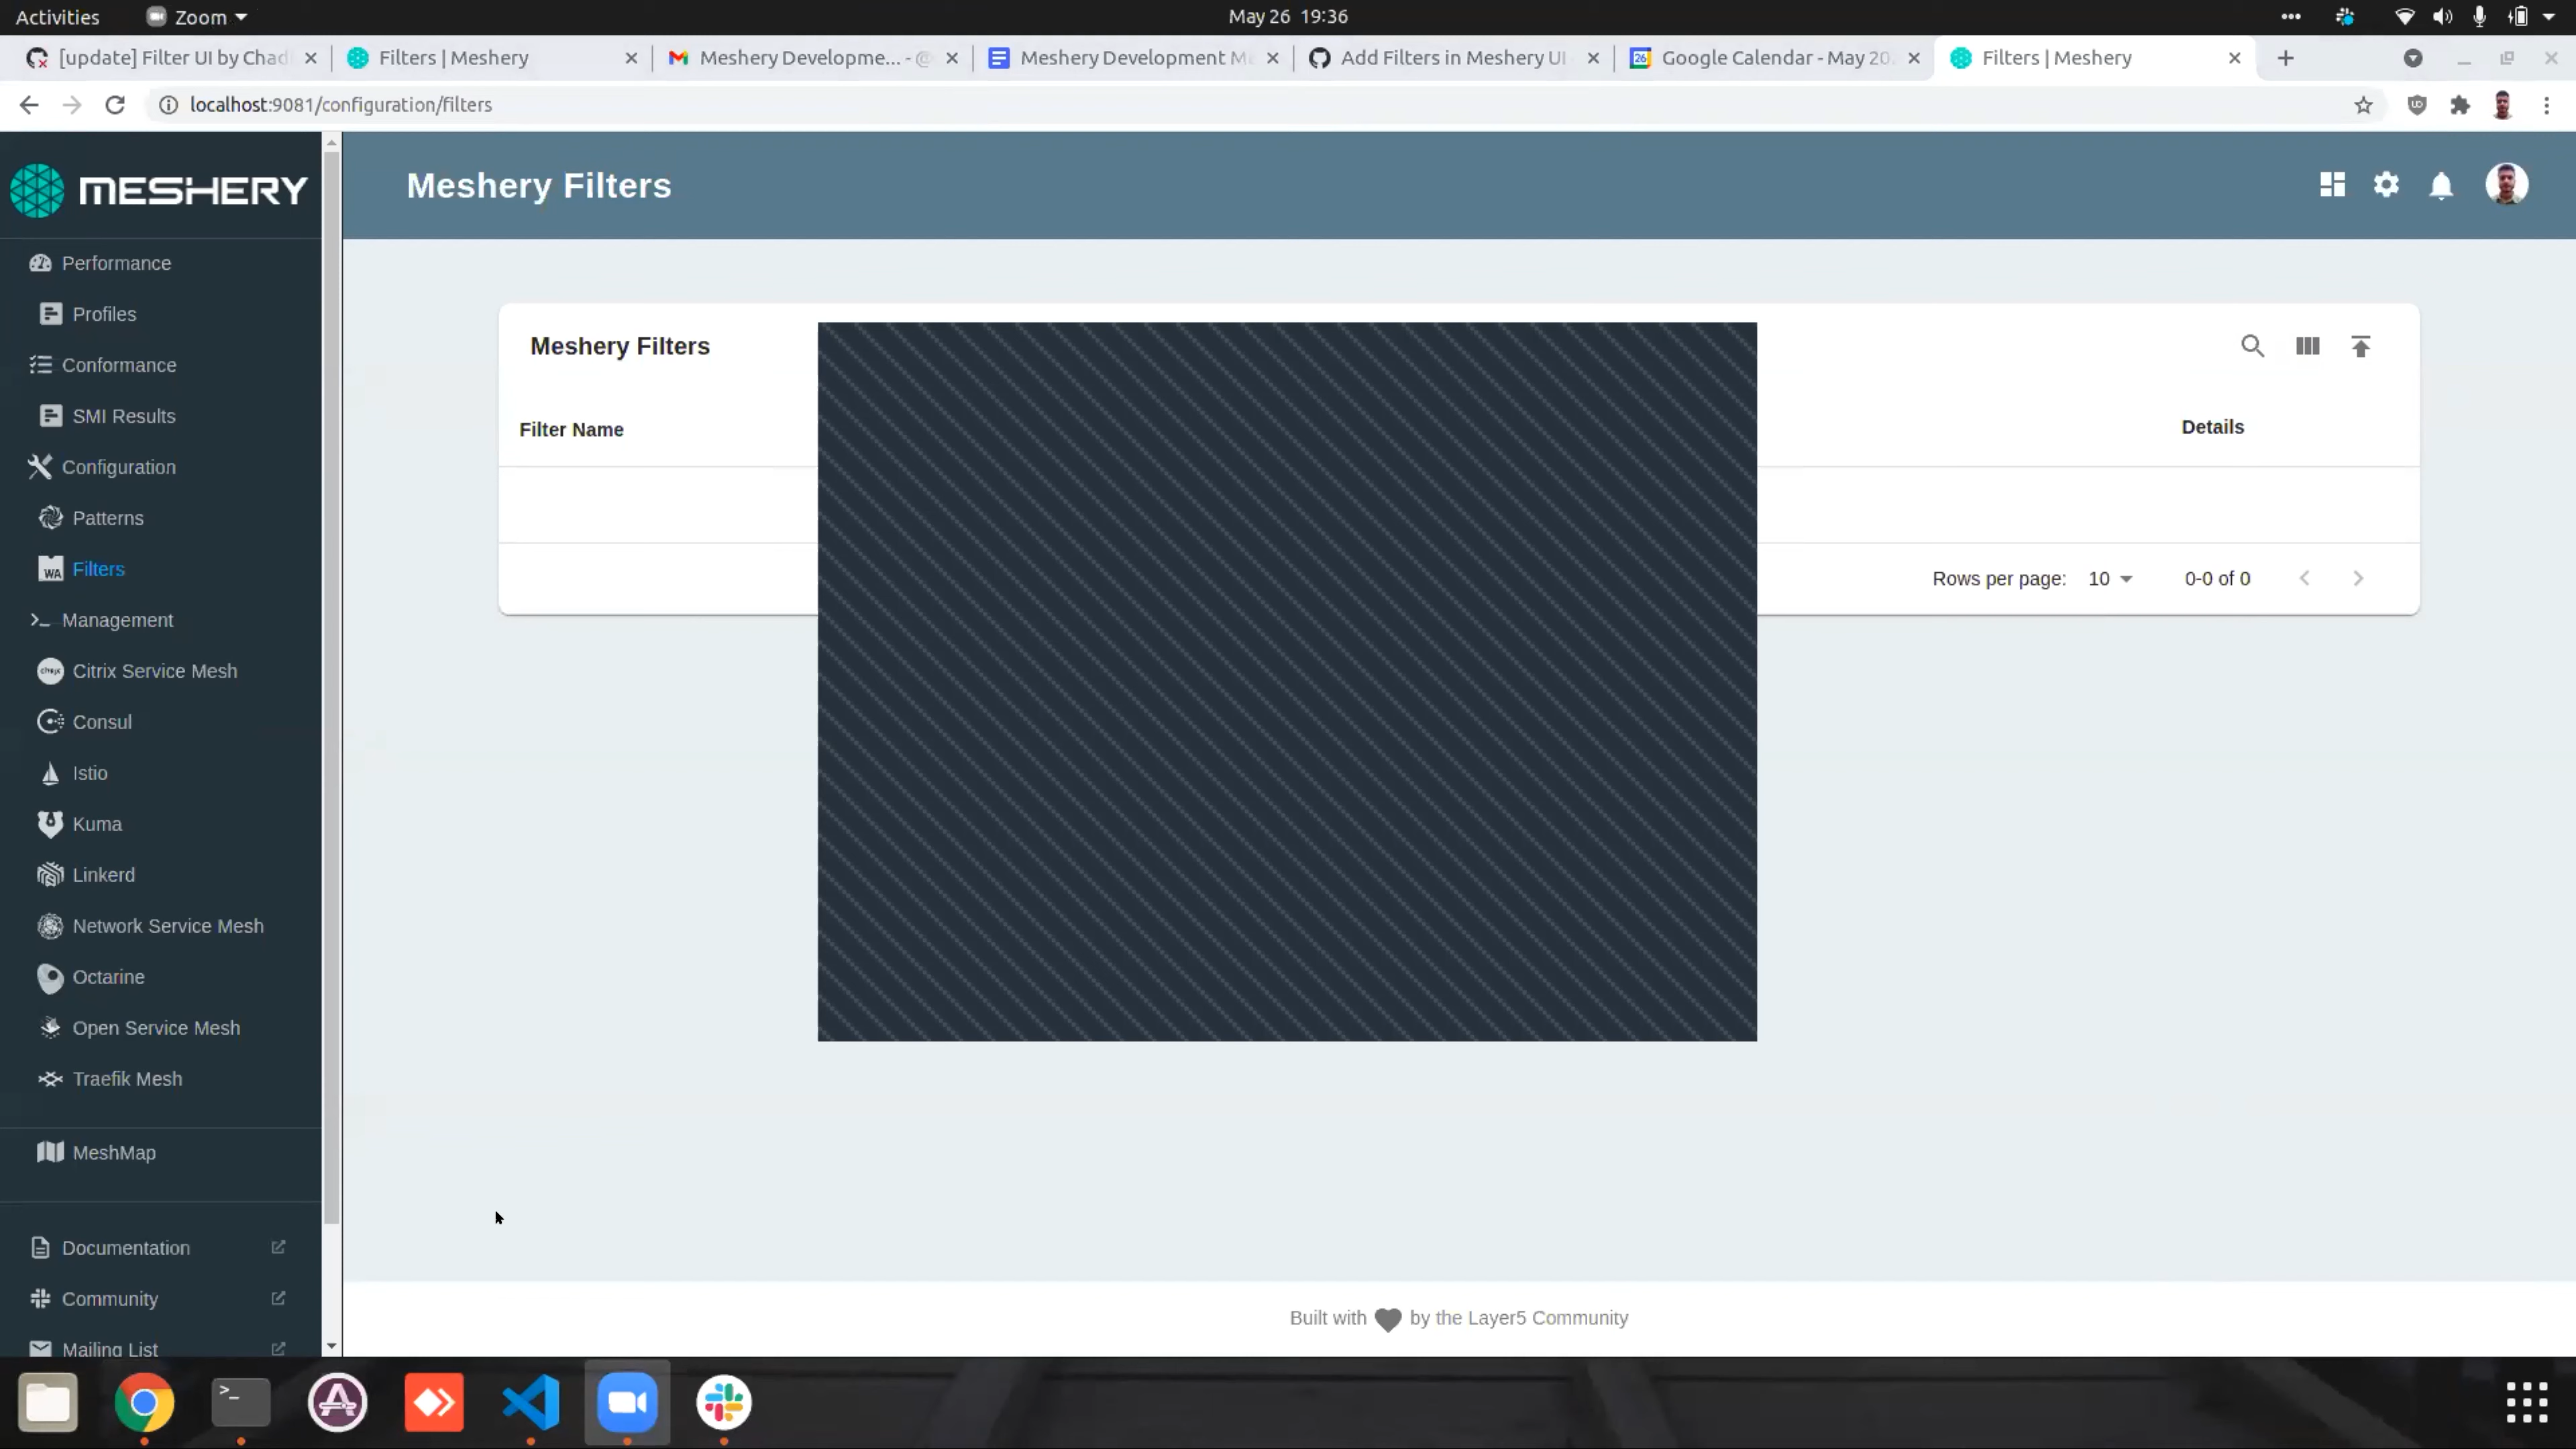 Activities Zoom May 26 19:36
[update] Filter UI by Chad Filters | Meshery Meshery Developme... - @ Meshery Development M Add Filters in Meshery UI Google Calendar - May 20 Filters | Meshery
localhost:9081/configuration/filters
MESHERY
Meshery Filters
Performance
Profiles
Conformance
SMI Results
Configuration
Patterns
WA Filters
Management
Citrix Service Mesh
Consul
Istio
Kuma
Linkerd
Network Service Mesh
Octarine
Open Service Mesh
Traefik Mesh
MeshMap
Documentation
Community
Mailing List
Meshery Filters
Filter Name Details
Rows per page: 10 0-0 of 0
Built with by the Layer5 Community